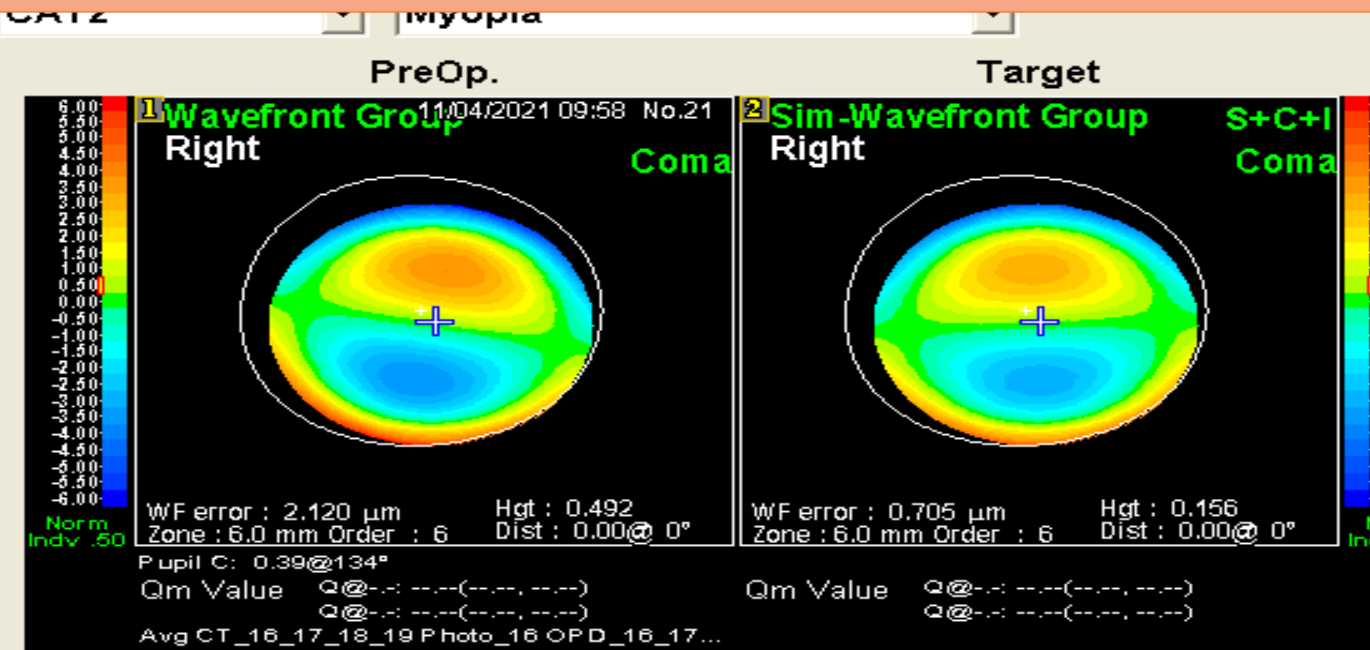 CAT2 Myopia
PreOp. Target
6.00
5.50
5.00
4.50
4.00
3.50
3.00
2.50
2.00
1.50
1.00
0.50
0.00
-0.50
-1.00
-1.50
-2.00
-2.50
-3.00
-3.50
-4.00
-4.50
-5.00
-5.50
-6.00
Norm
Indv .50
1 Wavefront Group 11/04/2021 09:58 No.21
Right
Coma
WF error : 2.120 μm Hgt : 0.492
Zone : 6.0 mm Order : 6 Dist : 0.00@ 0°
2 Sim-Wavefront Group S+C+I
Right
Coma
WF error : 0.705 μm Hgt : 0.156
Zone : 6.0 mm Order : 6 Dist : 0.00@ 0°
Pupil C: 0.39@134°
Qm Value Q@-.-: --.--(--.--, --.--)
Q@-.-: --.--(--.--, --.--)
Qm Value Q@-.-: --.--(--.--, --.--)
Q@-.-: --.--(--.--, --.--)
Avg CT_16_17_18_19 Photo_16 OPD_16_17...